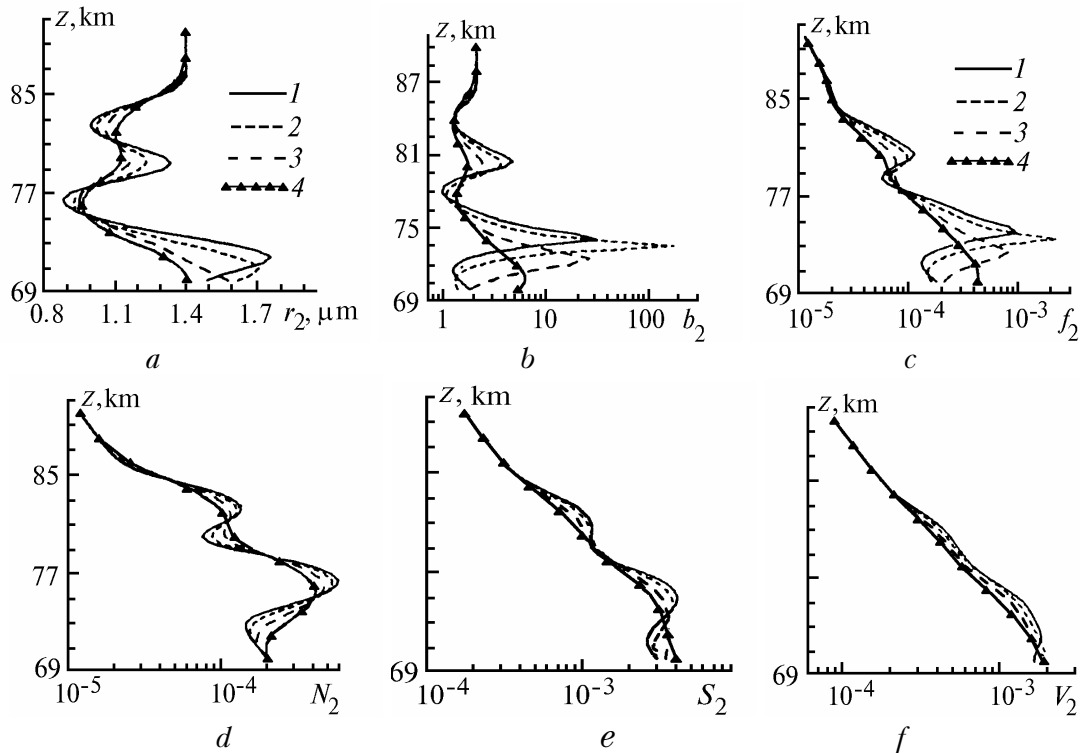 z, km
85
77
69
0.8 1.1 1.4 r₂, μm 1.7
1
2
3
4
a
z, km
87
81
75
69
1 10 100 b₂
b
z, km
85
77
69
10⁻⁵ 10⁻⁴ 10⁻³ f₂
1
2
3
4
c
z, km
85
77
69
10⁻⁵ 10⁻⁴ N₂
d
z, km
69
10⁻⁴ 10⁻³ S₂
e
z, km
69
10⁻⁴ 10⁻³ V₂
f